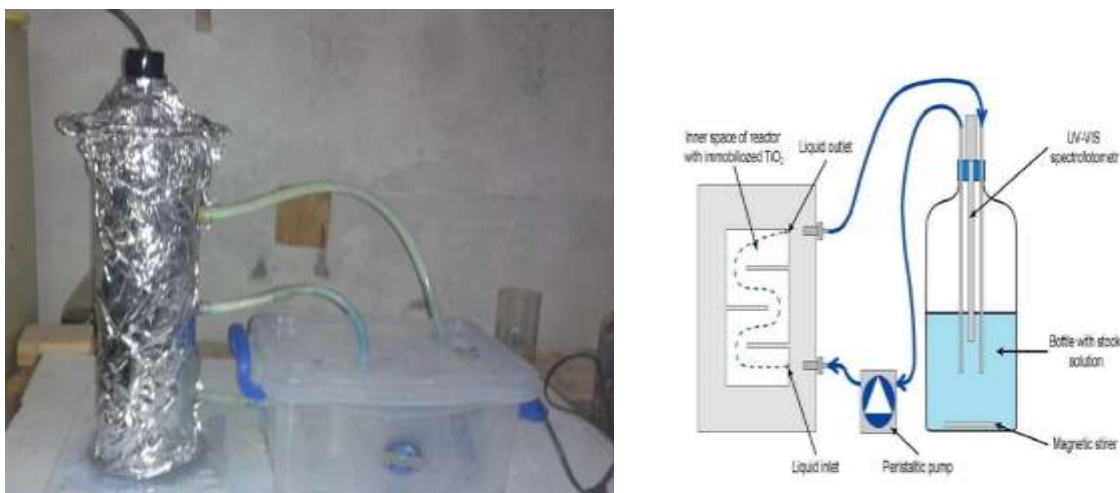 Inner space of reactor
with immobilized TiO₂
Liquid outlet
UV-VIS
spectrofotometr
Bottle with stock
solution
Magnetic stirer
Peristaltic pump
Liquid inlet